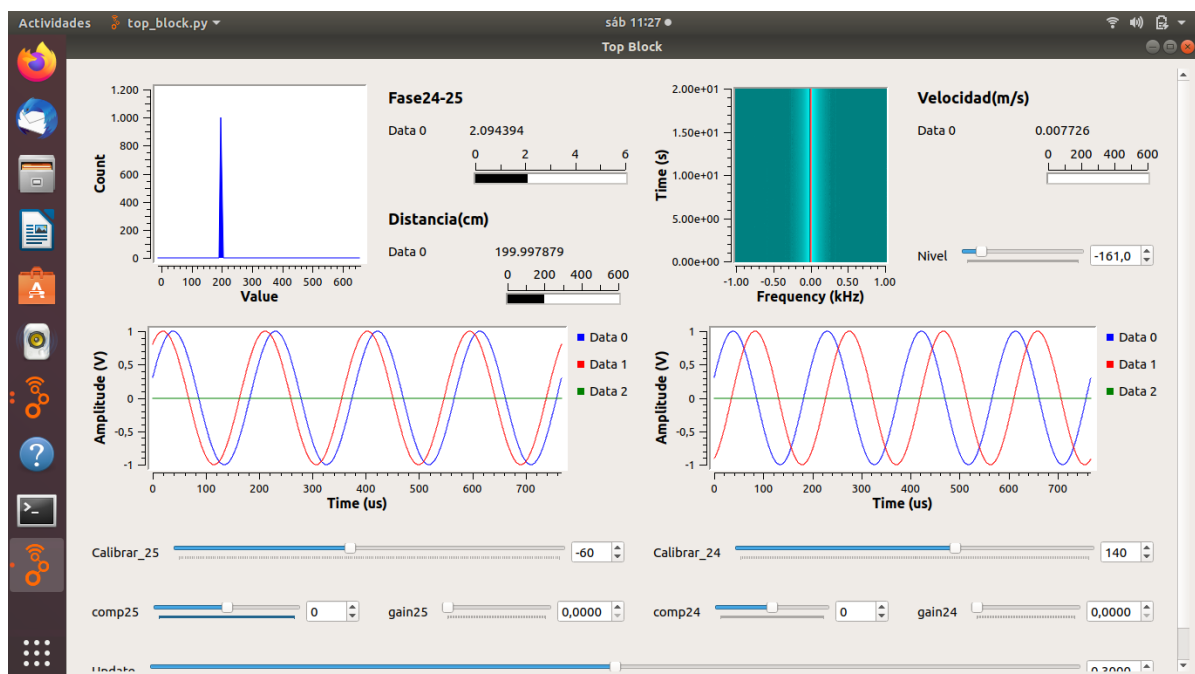 Actividades top_block.py sáb 11:27
Top Block
1.200
1.000
800
600
400
200
0
Count
0 100 200 300 400 500 600
Value
Fase24-25
Data 0 2.094394
0 2 4 6
Distancia(cm)
Data 0 199.997879
0 200 400 600
2.00e+01
1.50e+01
1.00e+01
5.00e+00
0.00e+00
Time (s)
-1.00 -0.50 0.00 0.50 1.00
Frequency (kHz)
Velocidad(m/s)
Data 0 0.007726
0 200 400 600
Nivel -161,0
1
0,5
0
-0,5
-1
Amplitude (V)
0 100 200 300 400 500 600 700
Time (us)
Data 0
Data 1
Data 2
1
0,5
0
-0,5
-1
Amplitude (V)
0 100 200 300 400 500 600 700
Time (us)
Data 0
Data 1
Data 2
Calibrar_25 -60 Calibrar_24 140
comp25 0 gain25 0,0000 comp24 0 gain24 0,0000
Update 0,3000